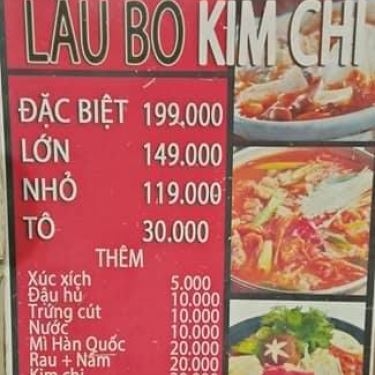 LẨU BÒ KIM CHI
ĐẶC BIỆT 199.000
LỚN 149.000
NHỎ 119.000
TÔ 30.000
THÊM
Xúc xích 5.000
Đậu hủ 10.000
Trứng cút 10.000
Nước 10.000
Mì Hàn Quốc 20.000
Rau + Nấm 20.000
Kim chi